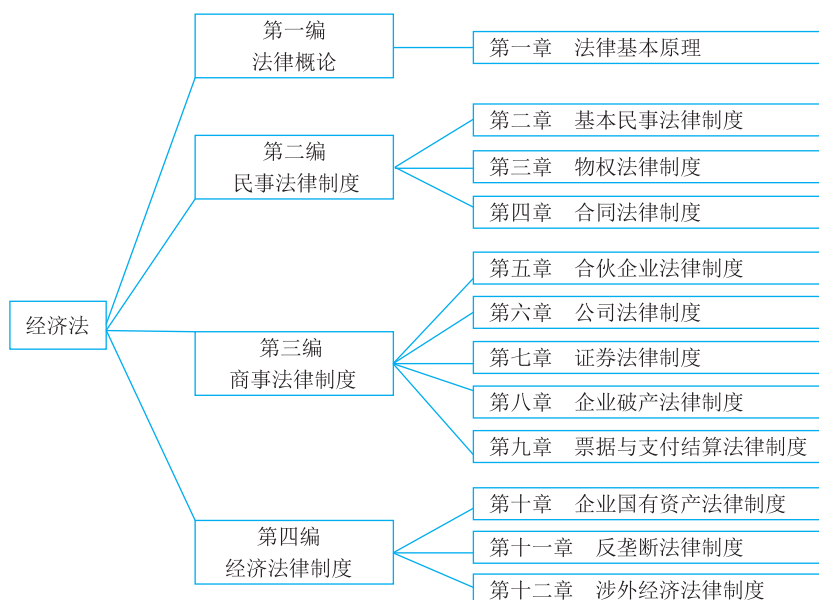 经济法
第一编
法律概论
第一章 法律基本原理
第二编
民事法律制度
第二章 基本民事法律制度
第三章 物权法律制度
第四章 合同法律制度
第三编
商事法律制度
第五章 合伙企业法律制度
第六章 公司法律制度
第七章 证券法律制度
第八章 企业破产法律制度
第九章 票据与支付结算法律制度
第四编
经济法律制度
第十章 企业国有资产法律制度
第十一章 反垄断法律制度
第十二章 涉外经济法律制度